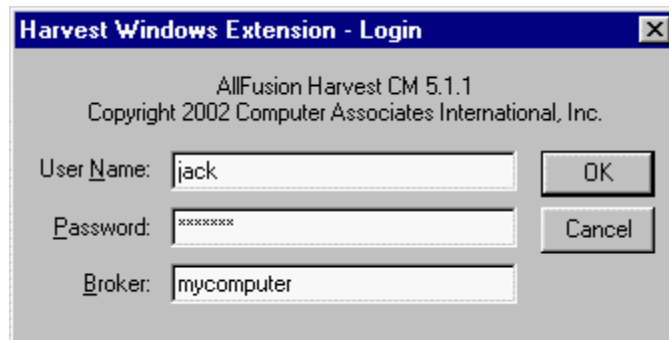 Harvest Windows Extension - Login
AllFusion Harvest CM 5.1.1
Copyright 2002 Computer Associates International, Inc.
User Name: jack OK
Password: ******* Cancel
Broker: mycomputer